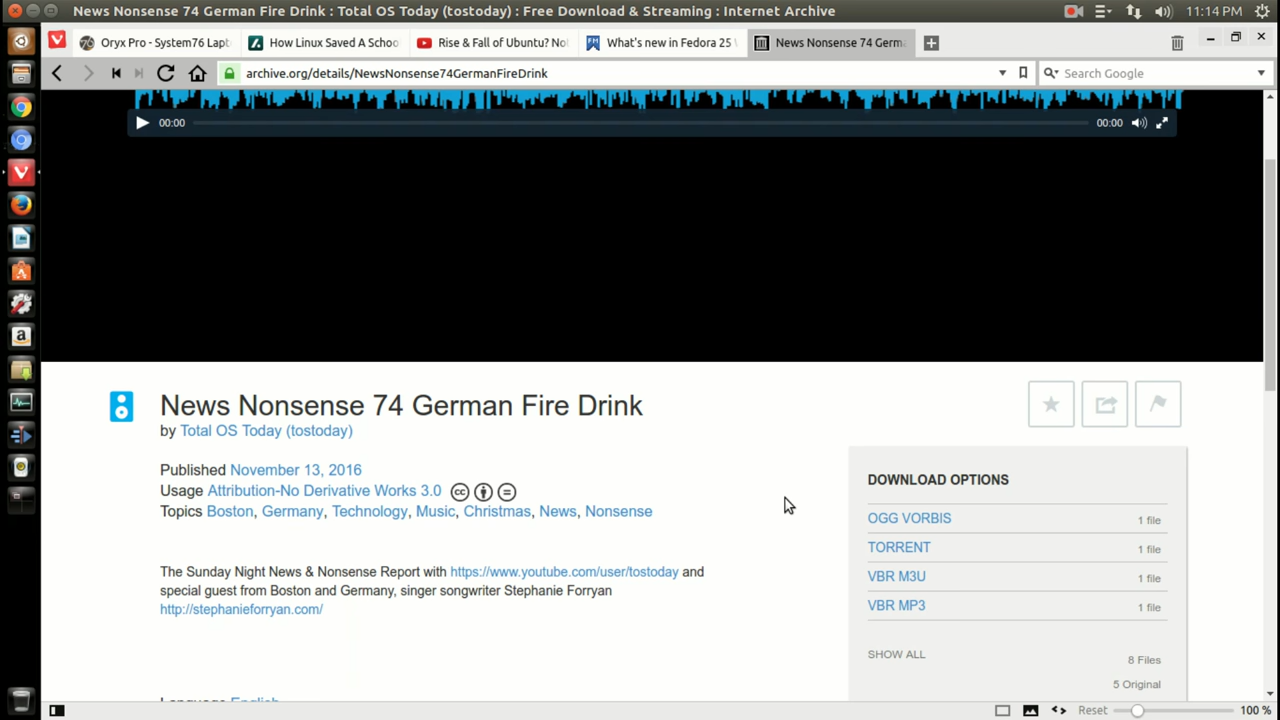 News Nonsense 74 German Fire Drink : Total OS Today (tostoday) : Free Download & Streaming : Internet Archive
11:14 PM
Oryx Pro - System76 Lapt
How Linux Saved A Schoo
Rise & Fall of Ubuntu? No
What's new in Fedora 25
News Nonsense 74 Germ
archive.org/details/NewsNonsense74GermanFireDrink
Search Google
00:00
00:00
News Nonsense 74 German Fire Drink
by Total OS Today (tostoday)
Published November 13, 2016
Usage Attribution-No Derivative Works 3.0
Topics Boston, Germany, Technology, Music, Christmas, News, Nonsense
The Sunday Night News & Nonsense Report with https://www.youtube.com/user/tostoday and
special guest from Boston and Germany, singer songwriter Stephanie Forryan
http://stephanieforryan.com/
Language English
DOWNLOAD OPTIONS
OGG VORBIS 1 file
TORRENT 1 file
VBR M3U 1 file
VBR MP3 1 file
SHOW ALL
8 Files
5 Original
Reset 100 %